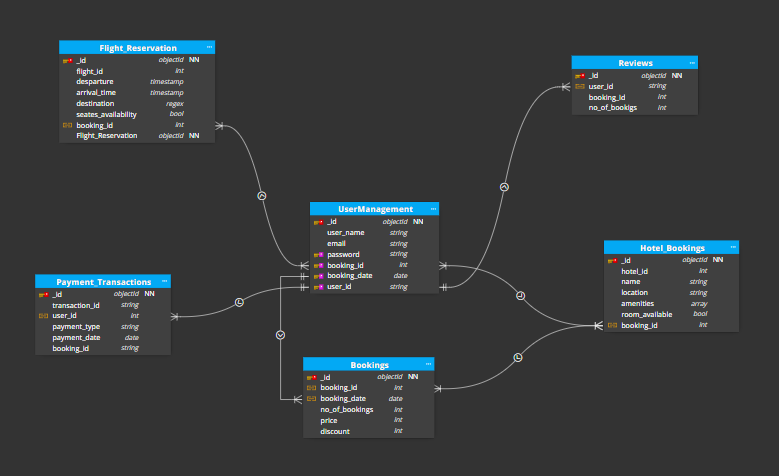 Flight_Reservation ...
_id objectId NN
flight_id int
desparture timestamp
arrival_time timestamp
destination regex
seates_availability bool
booking_id int
Flight_Reservation objectId NN
Reviews ...
_id objectId NN
user_id string
booking_id int
no_of_bookigs int
UserManagement ...
_id objectId NN
user_name string
email string
password string
booking_id int
booking_date date
user_id string
Hotel_Bookings ...
_id objectId NN
hotel_id int
name string
location string
amenities array
room_available bool
booking_id int
Payment_Transactions ...
_id objectId NN
transaction_id string
user_id int
payment_type string
payment_date date
booking_id string
Bookings ...
_id objectId NN
booking_id int
booking_date date
no_of_bookings int
price int
discount int